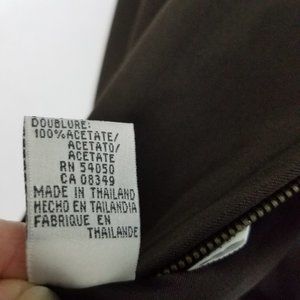 DOUBLURE:
100%ACETATE/
ACETATO/
ACETATE
RN 54050
CA 08349
MADE IN THAILAND
HECHO EN TAILANDIA
FABRIQUE EN
THAILANDE